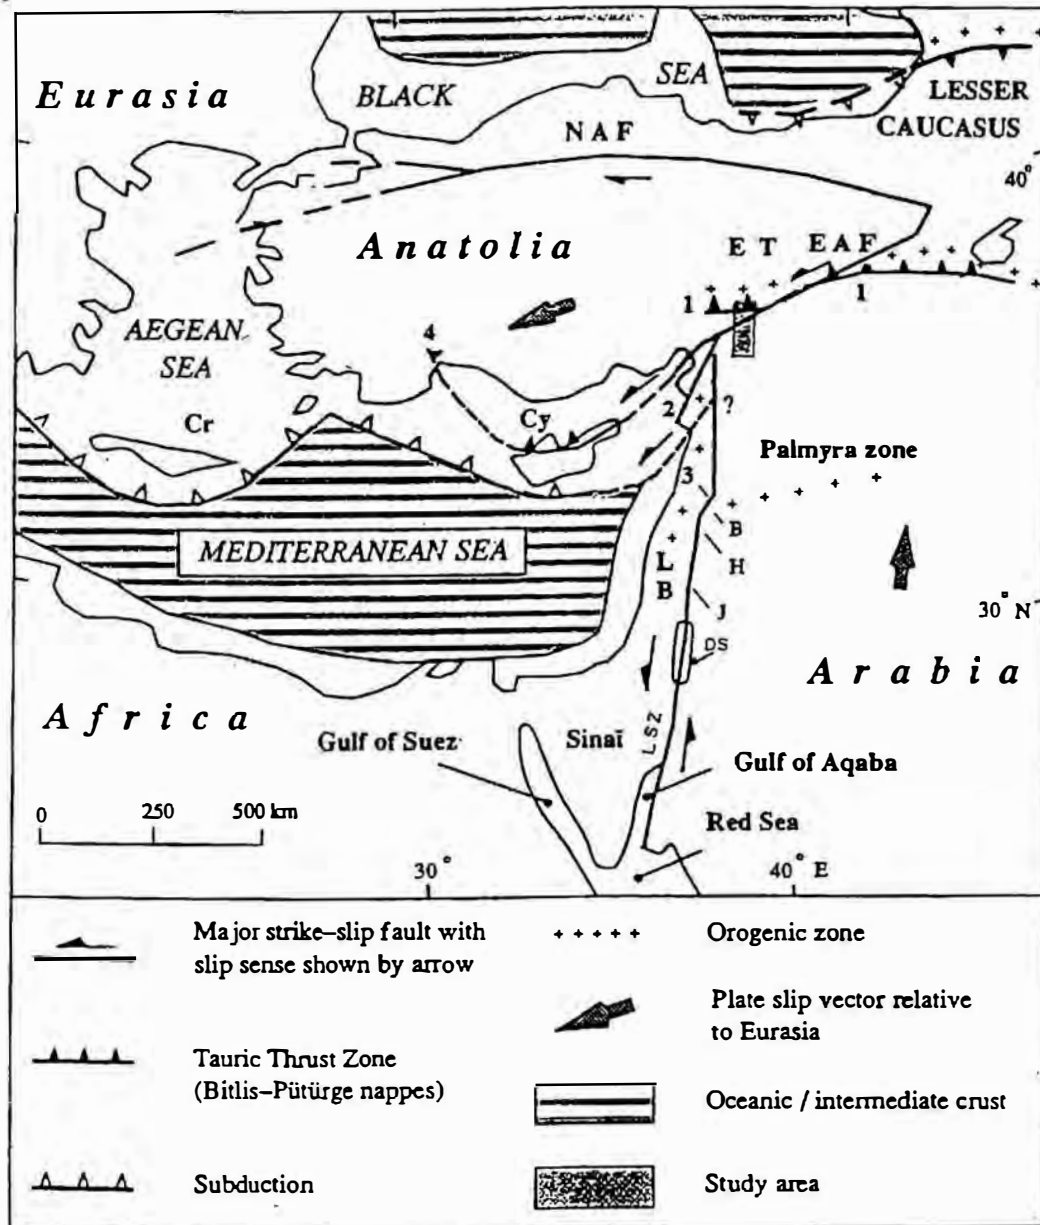 Eurasia
BLACK
SEA
LESSER
CAUCASUS
NAF
40°
Anatolia
E T
EAF
1
1
AEGEAN
SEA
4
Cr
Cy
2
?
3
Palmyra zone
B
H
J
DS
L
B
MEDITERRANEAN SEA
30° N
Arabia
Africa
Gulf of Suez
Sinaï
LSZ
Gulf of Aqaba
Red Sea
0 250 500 km
30°
40° E
Major strike–slip fault with
slip sense shown by arrow
Tauric Thrust Zone
(Bitlis–Pütürge nappes)
Subduction
Orogenic zone
Plate slip vector relative
to Eurasia
Oceanic / intermediate crust
Study area